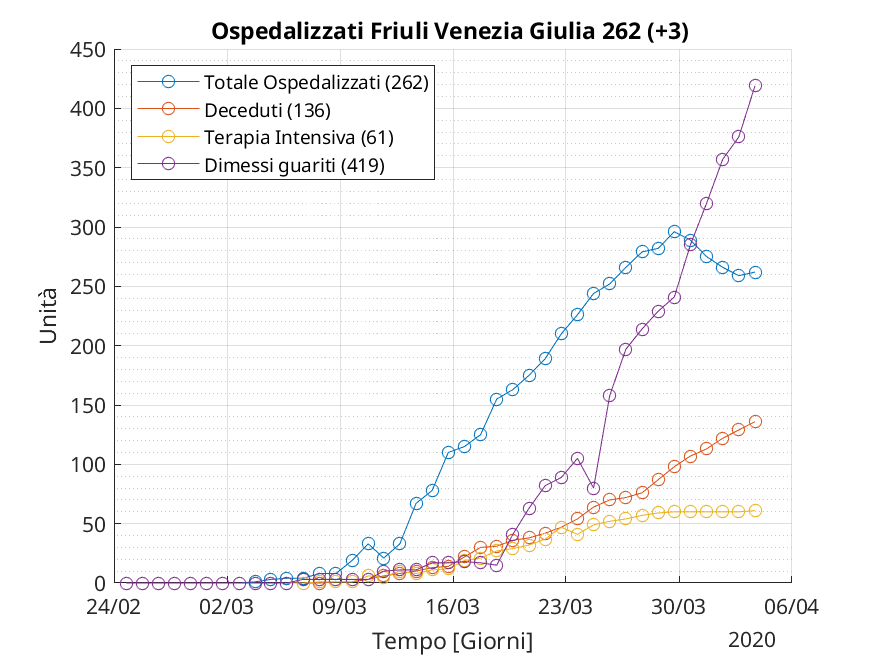 Ospedalizzati Friuli Venezia Giulia 262 (+3)
450
400
350
300
250
200
150
100
50
0
Unità
Totale Ospedalizzati (262)
Deceduti (136)
Terapia Intensiva (61)
Dimessi guariti (419)
24/02 02/03 09/03 16/03 23/03 30/03 06/04
Tempo [Giorni]
2020